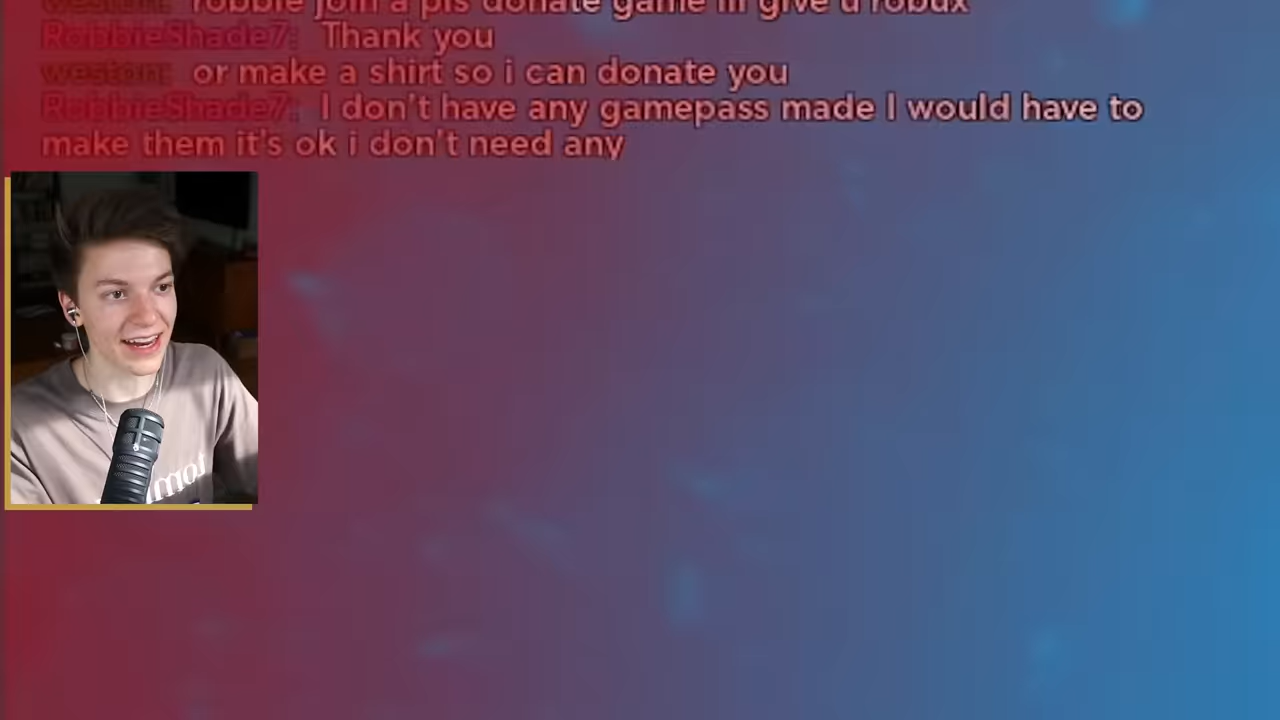 weston: robbie join a pls donate game ill give u robux
RobbieShade7: Thank you
weston: or make a shirt so i can donate you
RobbieShade7: I don't have any gamepass made I would have to
make them it's ok i don't need any